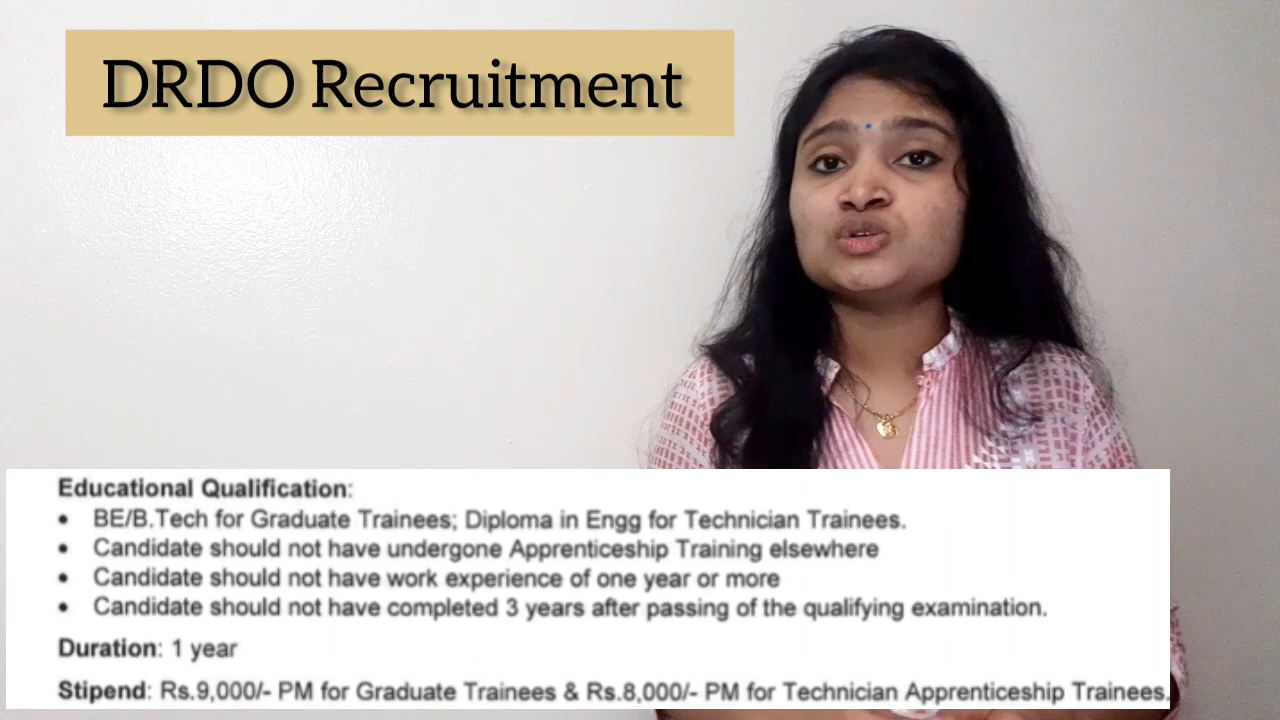 DRDO Recruitment
Educational Qualification:
• BE/B.Tech for Graduate Trainees; Diploma in Engg for Technician Trainees.
• Candidate should not have undergone Apprenticeship Training elsewhere
• Candidate should not have work experience of one year or more
• Candidate should not have completed 3 years after passing of the qualifying examination.
Duration: 1 year
Stipend: Rs.9,000/- PM for Graduate Trainees & Rs.8,000/- PM for Technician Apprenticeship Trainees.